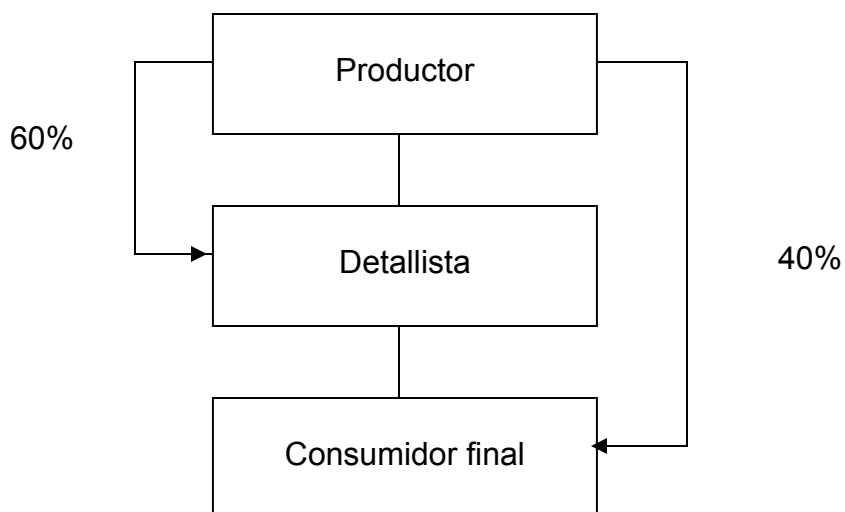 Productor
60%
Detallista
40%
Consumidor final